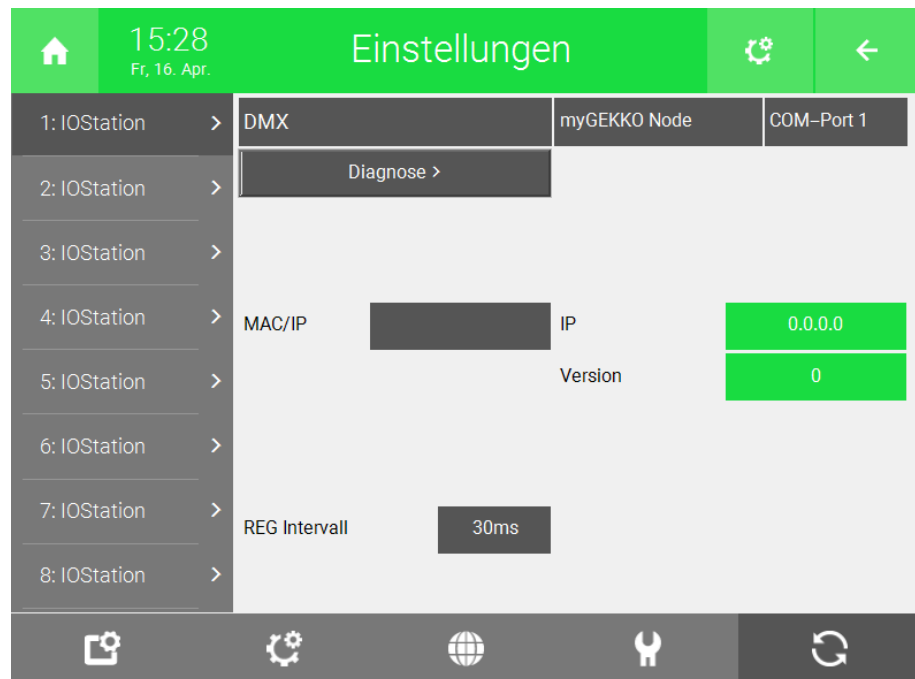 15:28
Fr, 16. Apr.
Einstellungen
1: IOStation
2: IOStation
3: IOStation
4: IOStation
5: IOStation
6: IOStation
7: IOStation
8: IOStation
DMX
myGEKKO Node
COM-Port 1
Diagnose >
MAC/IP
IP
0.0.0.0
Version
0
REG Intervall
30ms